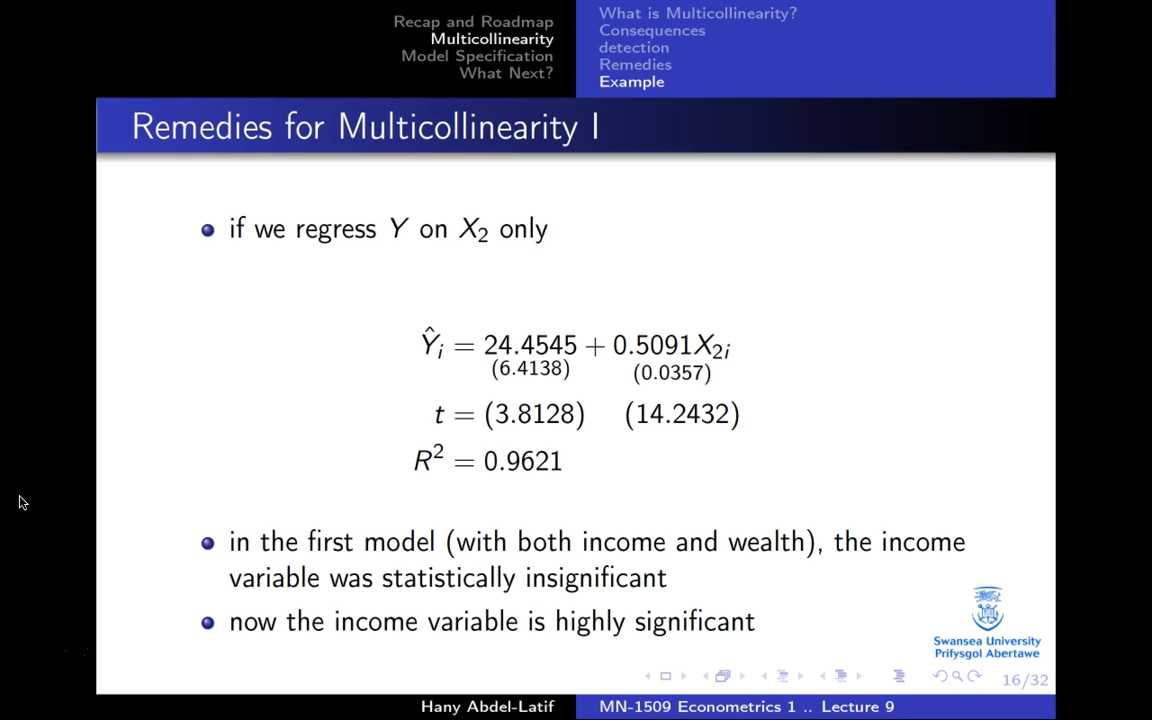 Recap and Roadmap
Multicollinearity
Model Specification
What Next?
What is Multicollinearity?
Consequences
detection
Remedies
Example
Remedies for Multicollinearity I
if we regress Y on X₂ only
Ŷᵢ = 24.4545 + 0.5091X₂ᵢ
(6.4138) (0.0357)
t = (3.8128) (14.2432)
R² = 0.9621
in the first model (with both income and wealth), the income
variable was statistically insignificant
now the income variable is highly significant
Swansea University
Prifysgol Abertawe
16/32
Hany Abdel-Latif
MN-1509 Econometrics 1 .. Lecture 9